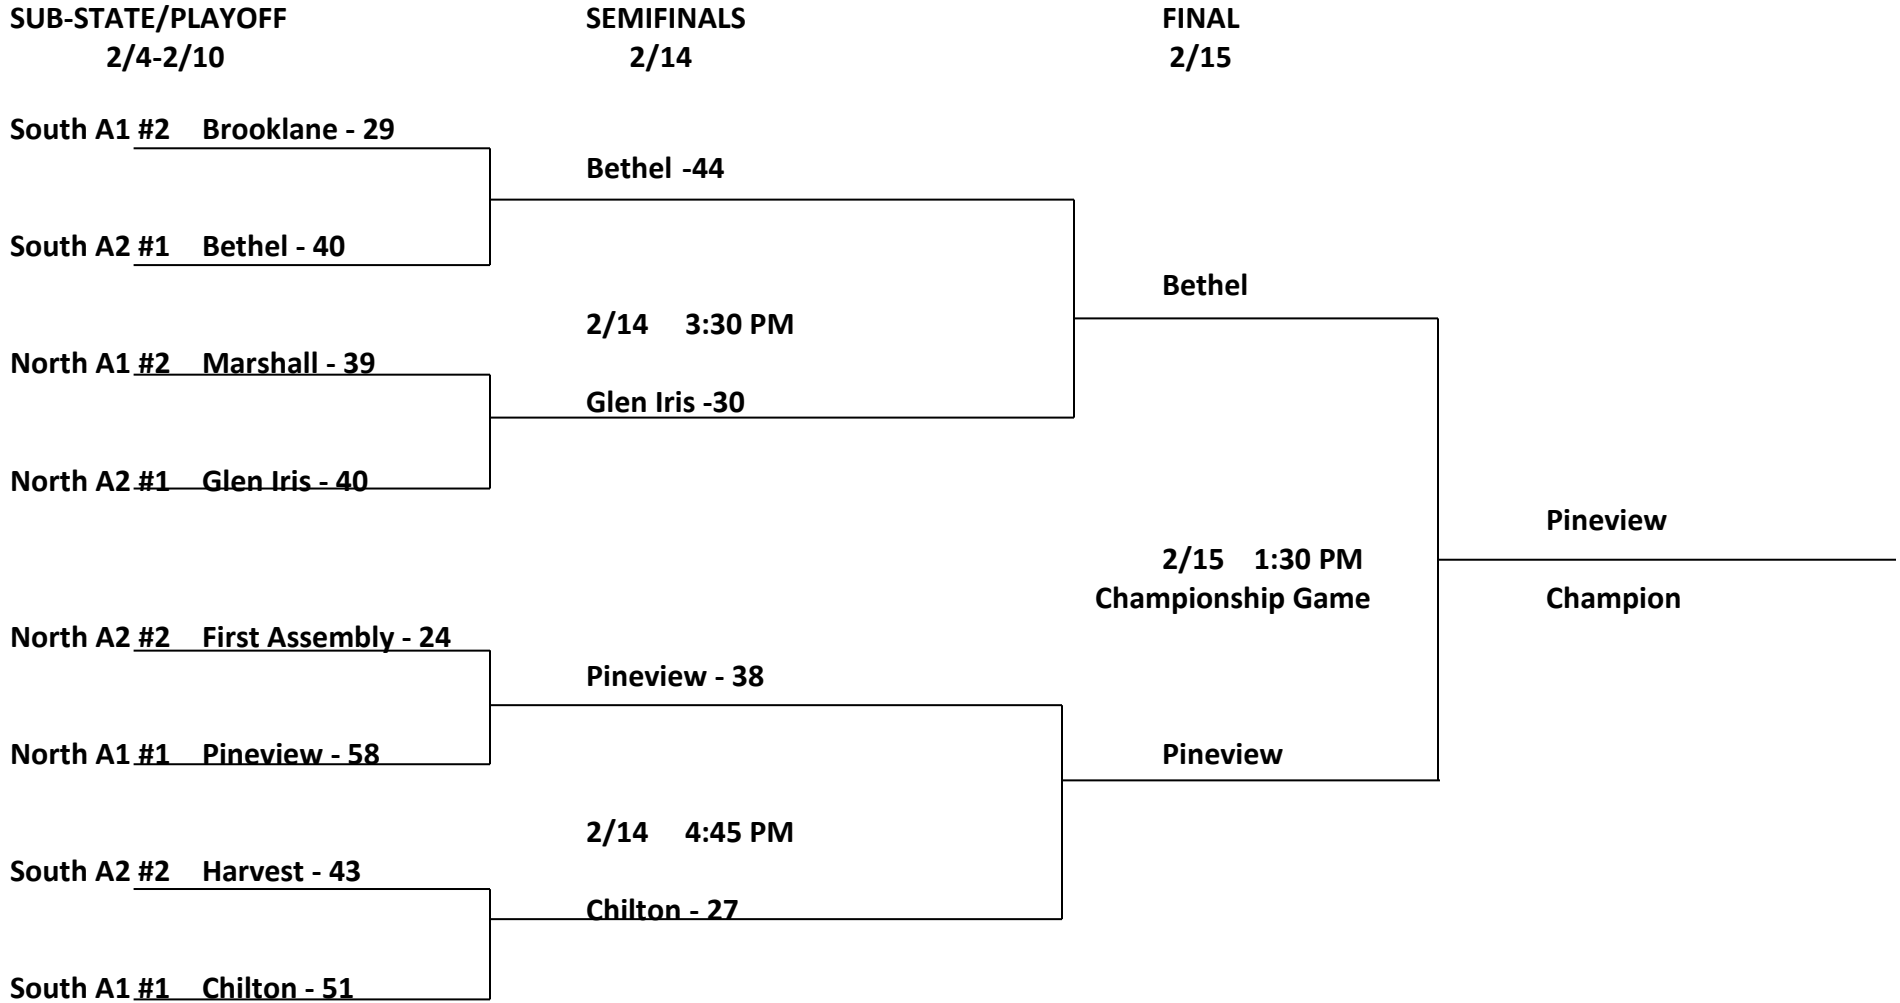 SUB-STATE/PLAYOFF SEMIFINALS FINAL
2/4-2/10 2/14 2/15
South A1 #2 Brooklane - 29
Bethel -44
South A2 #1 Bethel - 40
Bethel
2/14 3:30 PM
North A1 #2 Marshall - 39
Glen Iris -30
North A2 #1 Glen Iris - 40
Pineview
2/15 1:30 PM
Championship Game Champion
North A2 #2 First Assembly - 24
Pineview - 38
North A1 #1 Pineview - 58 Pineview
2/14 4:45 PM
South A2 #2 Harvest - 43
Chilton - 27
South A1 #1 Chilton - 51